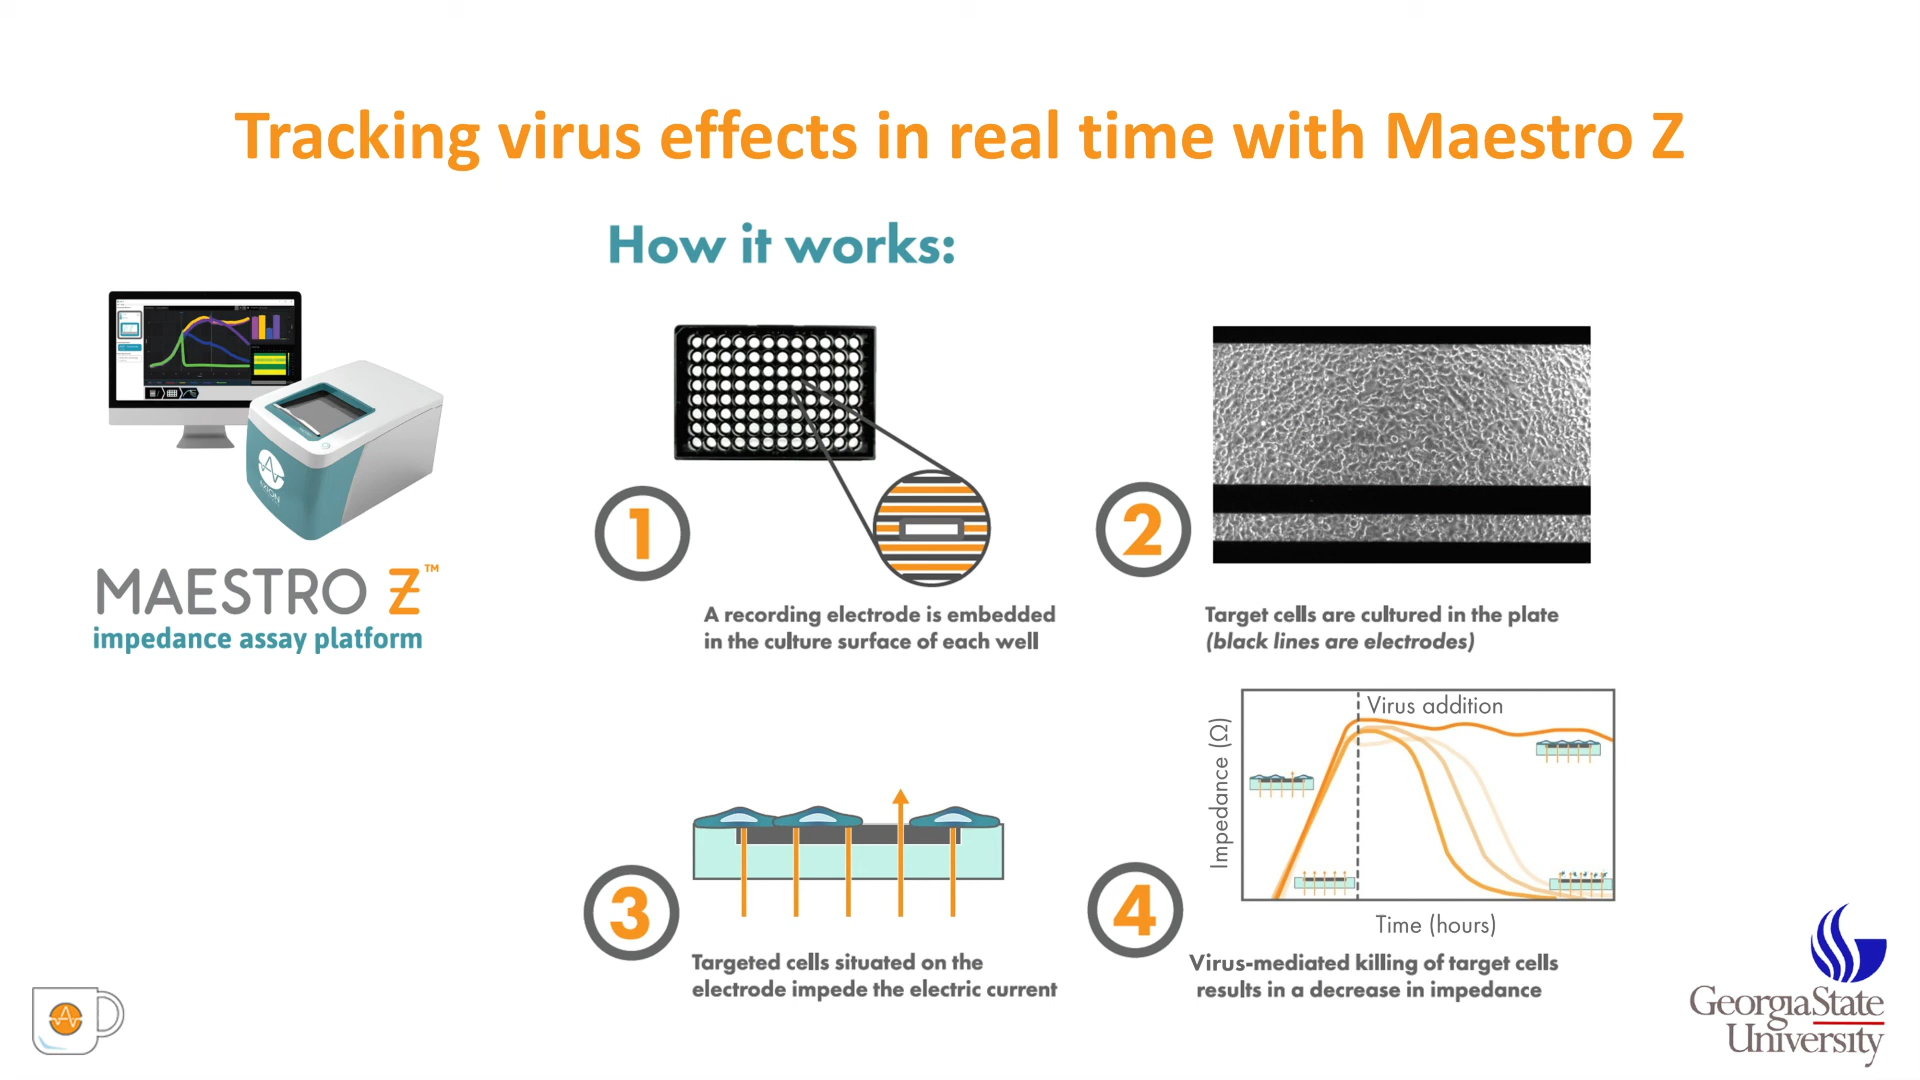 Tracking virus effects in real time with Maestro Z
How it works:
AXION
MAESTRO Z™
impedance assay platform
1
A recording electrode is embedded
in the culture surface of each well
2
Target cells are cultured in the plate
(black lines are electrodes)
3
Targeted cells situated on the
electrode impede the electric current
4
Virus addition
Impedance (Ω)
Time (hours)
Virus-mediated killing of target cells
results in a decrease in impedance
GeorgiaState
University